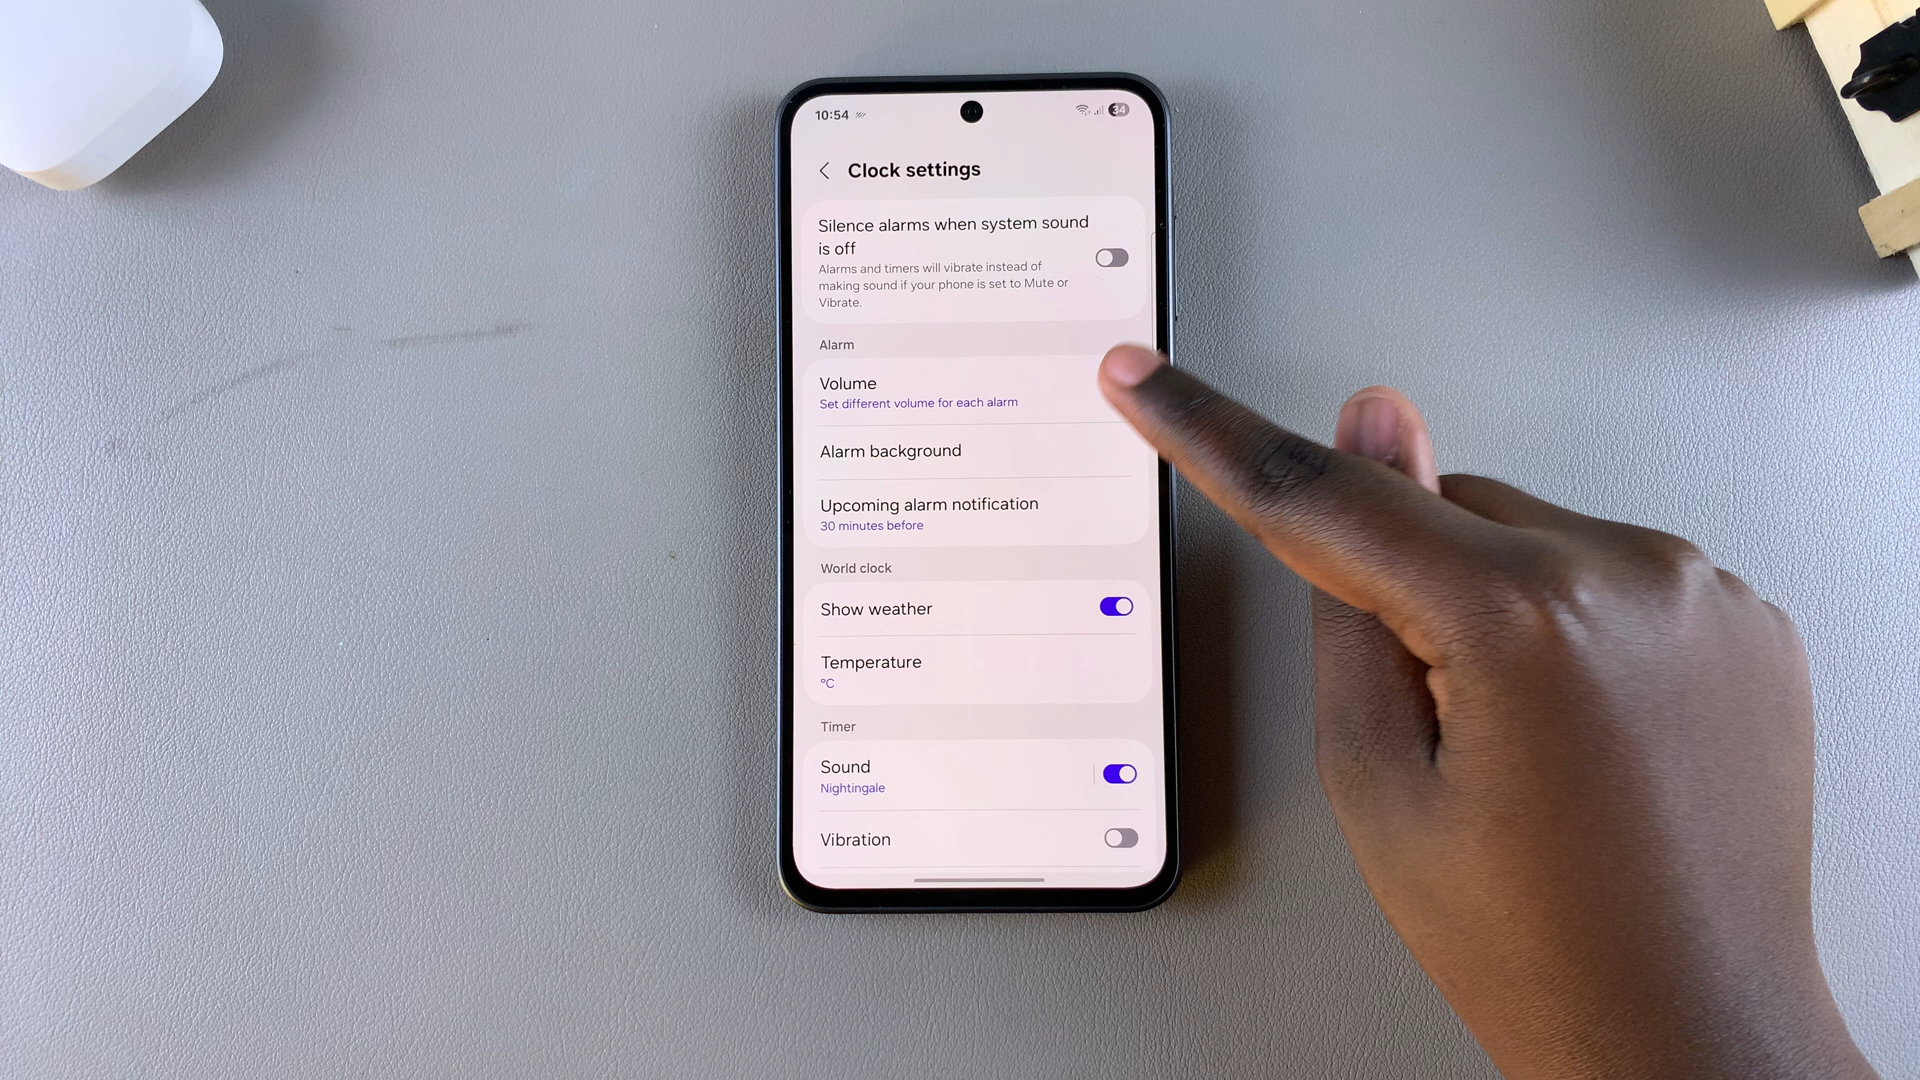 10:54
34
Clock settings
Silence alarms when system sound
is off
Alarms and timers will vibrate instead of
making sound if your phone is set to Mute or
Vibrate.
Alarm
Volume
Set different volume for each alarm
Alarm background
Upcoming alarm notification
30 minutes before
World clock
Show weather
Temperature
°C
Timer
Sound
Nightingale
Vibration